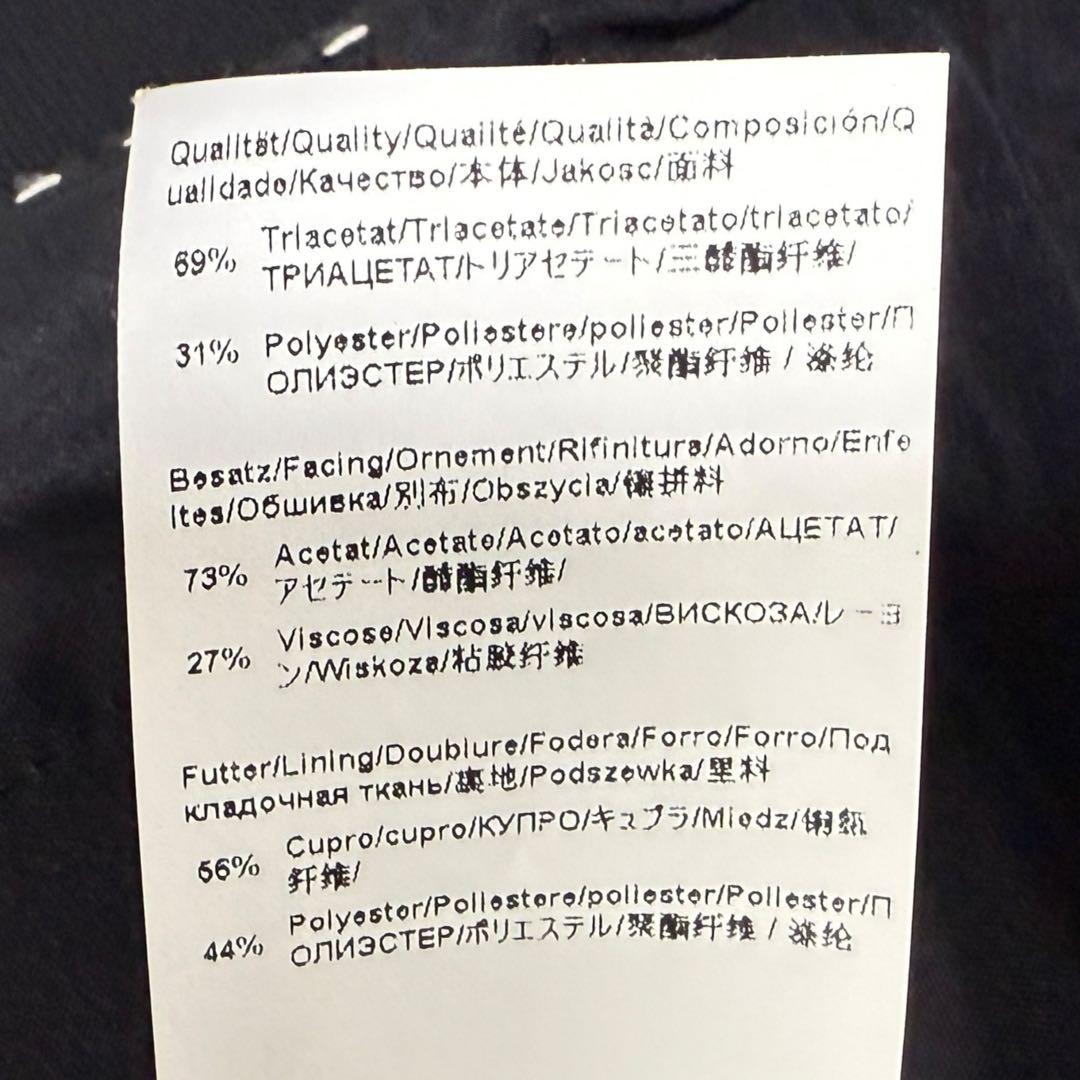 Qualität/Quality/Qualité/Qualità/Composición/Q
ualidade/Качество/本体/Jakosc/面料
69% Triacetat/Triacetate/Triacetato/triacetato/
ТРИАЦЕТАТ/トリアセテート/三醋酯纤维/
31% Polyester/Poliestere/poliester/Poliester/П
ОЛИЭСТЕР/ポリエステル/聚酯纤维 / 涤纶
Besatz/Facing/Ornement/Rifinitura/Adorno/Enfe
ites/Обшивка/別布/Obszycia/镶拼料
73% Acetat/Acetate/Acetato/acetato/АЦЕТАТ/
アセテート/醋酯纤维/
27% Viscose/Viscosa/viscosa/ВИСКОЗА/レーヨ
ン/Wiskoza/粘胶纤维
Futter/Lining/Doublure/Fodera/Forro/Forro/Под
кладочная ткань/裏地/Podszewka/里料
56% Cupro/cupro/КУПРО/キュプラ/Miedz/铜氨
纤维/
44% Polyester/Poliestere/poliester/Poliester/П
ОЛИЭСТЕР/ポリエステル/聚酯纤维 / 涤纶